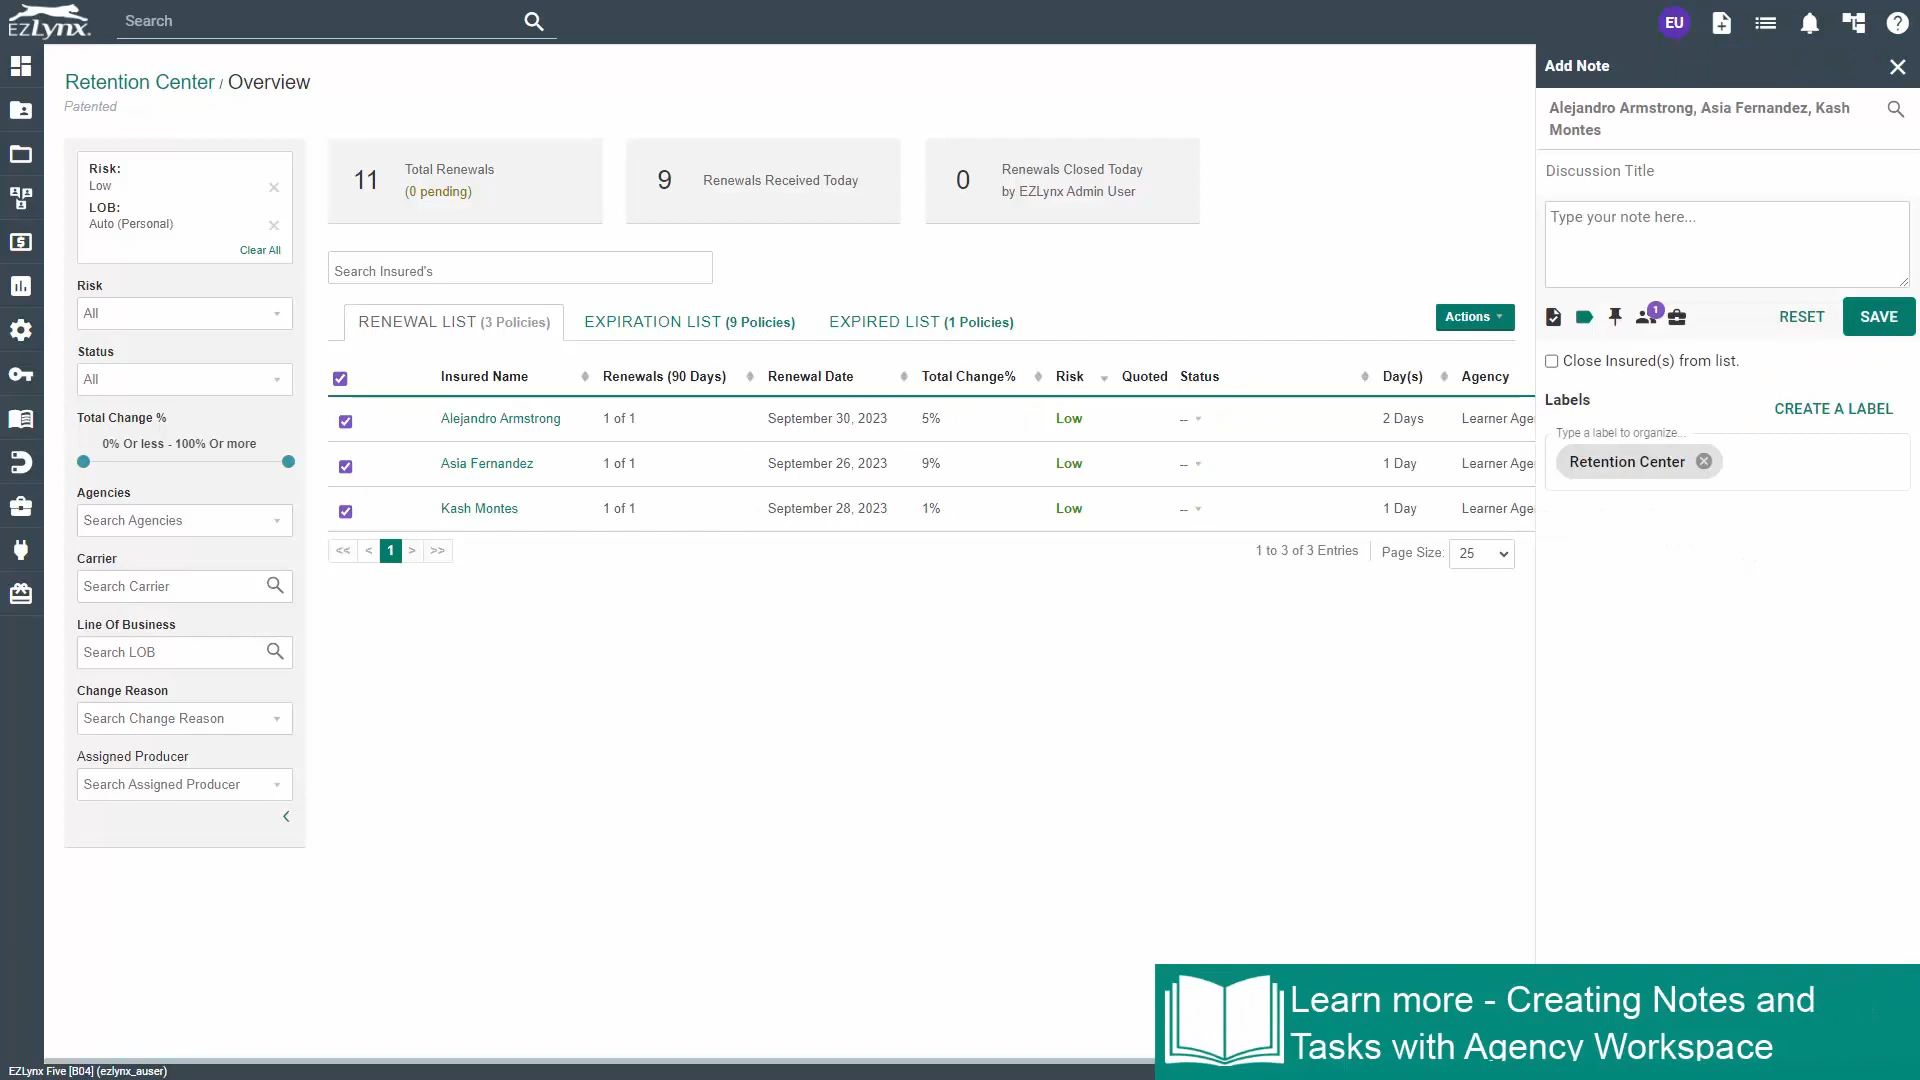 EZLynx
Search
EU
Retention Center / Overview
Patented
Risk:
Low
LOB:
Auto (Personal)
Clear All
Risk
All
Status
All
Total Change %
0% Or less - 100% Or more
Agencies
Search Agencies
Carrier
Search Carrier
Line Of Business
Search LOB
Change Reason
Search Change Reason
Assigned Producer
Search Assigned Producer
11 Total Renewals
(0 pending)
9 Renewals Received Today
0 Renewals Closed Today
by EZLynx Admin User
Search Insured's
RENEWAL LIST (3 Policies) EXPIRATION LIST (9 Policies) EXPIRED LIST (1 Policies) Actions
Insured Name Renewals (90 Days) Renewal Date Total Change% Risk Quoted Status Day(s) Agency
Alejandro Armstrong 1 of 1 September 30, 2023 5% Low -- 2 Days Learner Age
Asia Fernandez 1 of 1 September 26, 2023 9% Low -- 1 Day Learner Age
Kash Montes 1 of 1 September 28, 2023 1% Low -- 1 Day Learner Age
<< < 1 > >> 1 to 3 of 3 Entries Page Size: 25
Add Note
Alejandro Armstrong, Asia Fernandez, Kash
Montes
Discussion Title
Type your note here...
1
RESET SAVE
Close Insured(s) from list.
Labels
CREATE A LABEL
Type a label to organize...
Retention Center
Learn more - Creating Notes and
Tasks with Agency Workspace
EZLynx Five [B04] (ezlynx_auser)